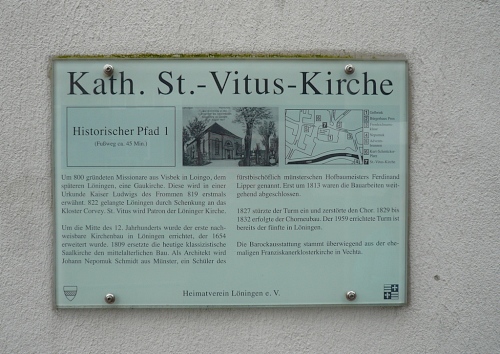 Kath. St.-Vitus-Kirche
Historischer Pfad 1
(Fußweg ca. 45 Min.)
Um 800 gründeten Missionare aus Visbek in Loingo, dem
späteren Löningen, eine Gaukirche. Diese wird in einer
Urkunde Kaiser Ludwigs des Frommen 819 erstmals
erwähnt. 822 gelangte Löningen durch Schenkung an das
Kloster Corvey. St. Vitus wird Patron der Löninger Kirche.
Um die Mitte des 12. Jahrhunderts wurde der erste nach-
weisbare Kirchenbau in Löningen errichtet, der 1654
erweitert wurde. 1809 ersetzte die heutige klassizistische
Saalkirche den mittelalterlichen Bau. Als Architekt wird
Johann Nepomuk Schmidt aus Münster, ein Schüler des
fürstbischöflich münsterschen Hofbaumeisters Ferdinand
Lipper genannt. Erst um 1813 waren die Bauarbeiten weit-
gehend abgeschlossen.
1827 stürzte der Turm ein und zerstörte den Chor. 1829 bis
1832 erfolgte der Chorneubau. Der 1959 errichtete Turm ist
bereits der fünfte in Löningen.
Die Barockausstattung stammt überwiegend aus der ehe-
maligen Franziskanerklosterkirche in Vechta.
Heimatverein Löningen e. V.